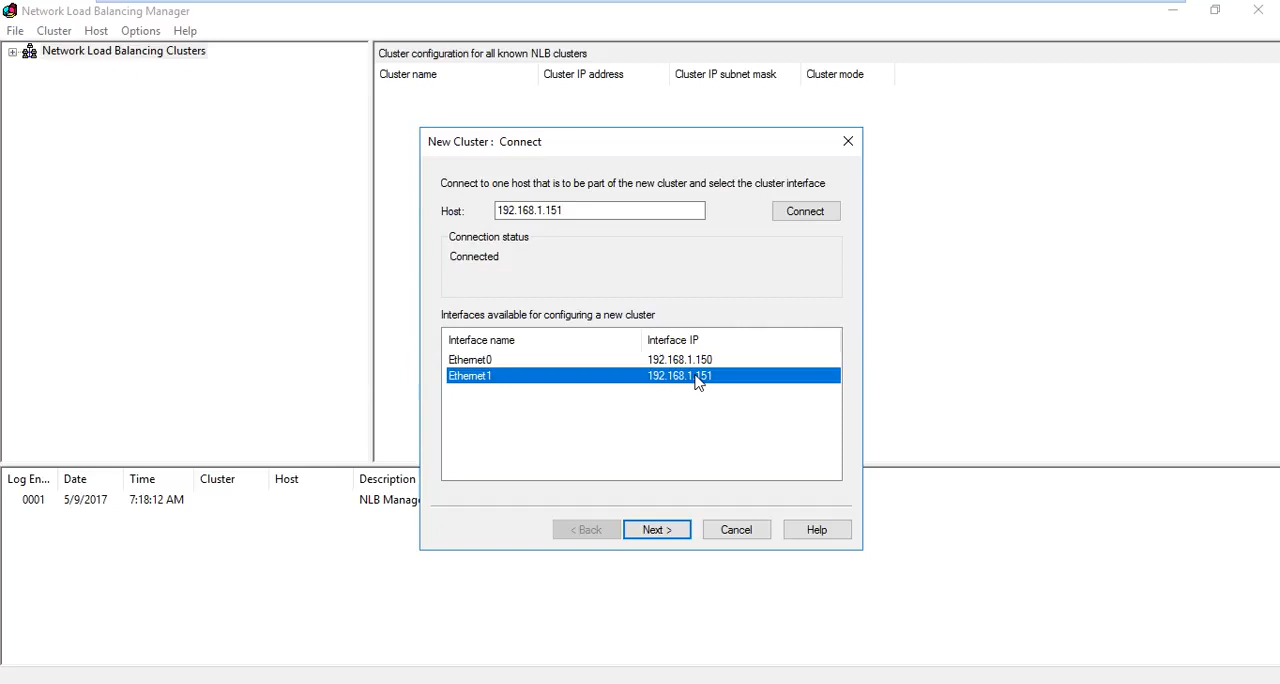 Network Load Balancing Manager
File Cluster Host Options Help
Network Load Balancing Clusters
Cluster configuration for all known NLB clusters
Cluster name Cluster IP address Cluster IP subnet mask Cluster mode
New Cluster : Connect
Connect to one host that is to be part of the new cluster and select the cluster interface
Host: 192.168.1.151 Connect
Connection status
Connected
Interfaces available for configuring a new cluster
Interface name Interface IP
Ethernet0 192.168.1.150
Ethernet1 192.168.1.151
< Back Next > Cancel Help
Log En... Date Time Cluster Host Description
0001 5/9/2017 7:18:12 AM NLB Manag